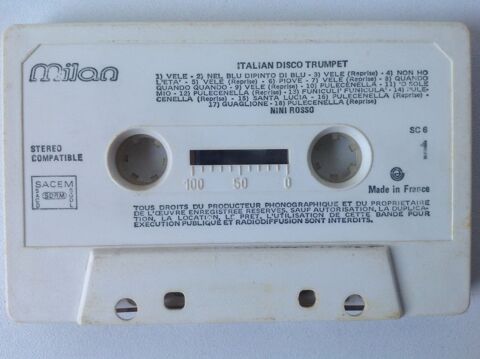 milan
ITALIAN DISCO TRUMPET
1) VELE - 2) NEL BLU DIPINTO DI BLU - 3) VELE (Reprise) - 4) NON HO
L'ETA' - 5) VELE (Reprise) - 6) PIOVE - 7) VELE (Reprise) - 8) QUANDO
QUANDO QUANDO - 9) VELE (Reprise) - 10) PULECENELLA - 11) 'O SOLE
MIO - 12) PULECENELLA (Reprise) - 13) FUNICULI' FUNICULA' - 14) PULE-
CENELLA (Reprise) - 15) SANTA LUCIA - 16) PULECENELLA (Reprise) -
17) GUAGLIONE - 18) PULECENELLA (Reprise)
NINI ROSSO
STEREO
COMPATIBLE
SC 6
1
SACEM
SACD
SDRM
SGDL
100 50 0
Made in France
TOUS DROITS DU PRODUCTEUR PHONOGRAPHIQUE ET DU PROPRIETAIRE
DE L'ŒUVRE ENREGISTREE RESERVES. SAUF AUTORISATION, LA DUPLICA-
TION, LA LOCATION, LE PRET, L'UTILISATION DE CETTE BANDE POUR
EXECUTION PUBLIQUE ET RADIODIFFUSION SONT INTERDITS.